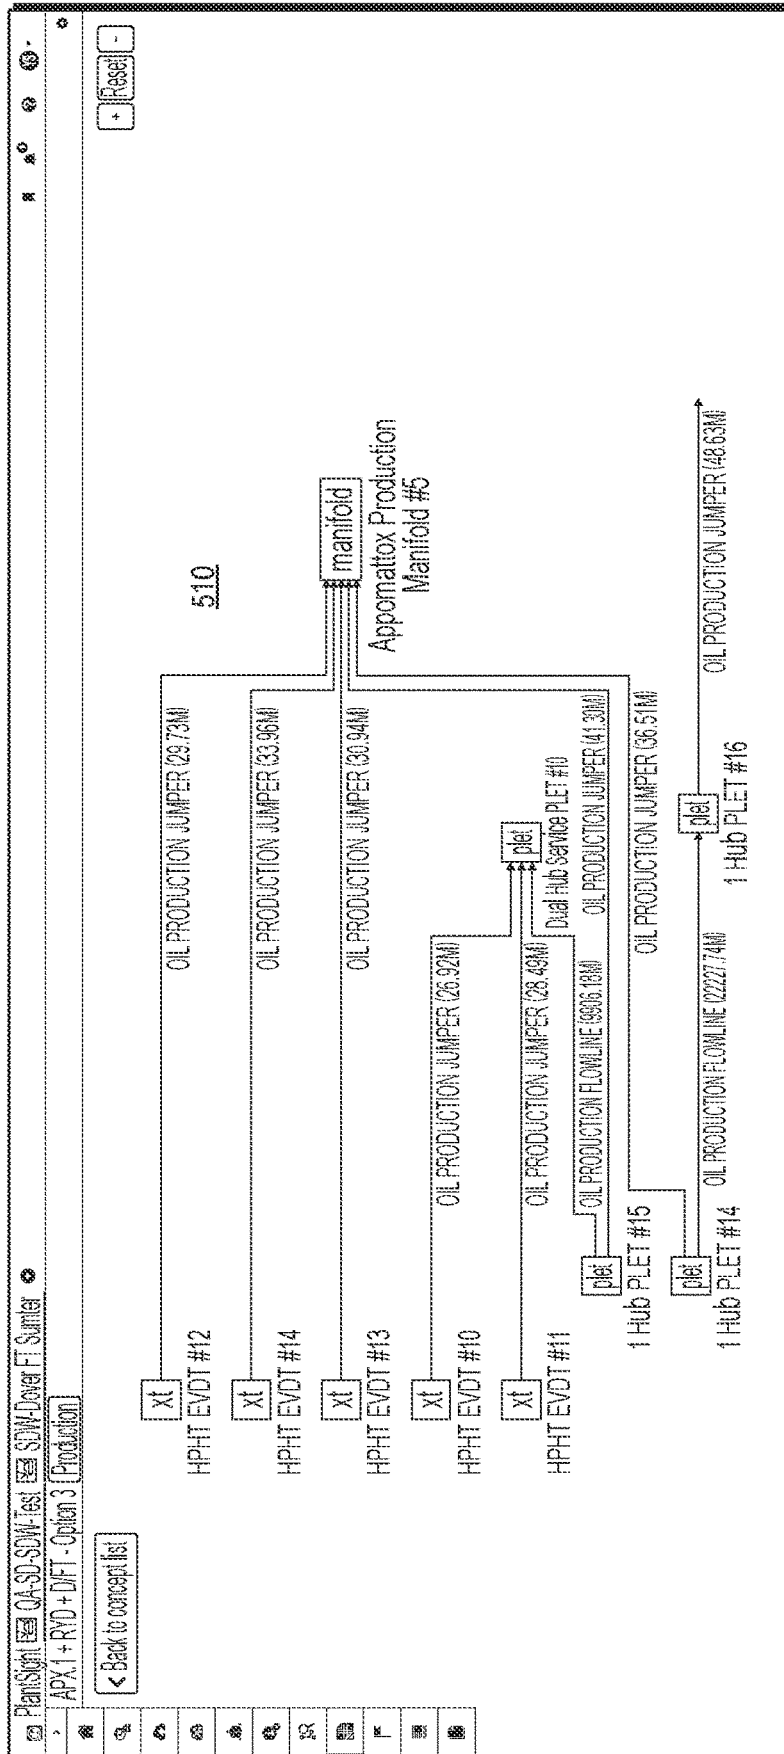 PlantSight QA-SD-SDW-Test SDW-Dover FT Sumter
APX.1 + RYD + D/FT - Option 3 Production
< Back to concept list
+ Reset -
510
xt
HPHT EVDT #12
OIL PRODUCTION JUMPER (29.73M)
xt
HPHT EVDT #14
OIL PRODUCTION JUMPER (33.96M)
manifold
Appomattox Production
Manifold #5
xt
HPHT EVDT #13
OIL PRODUCTION JUMPER (30.94M)
xt
HPHT EVDT #10
OIL PRODUCTION JUMPER (26.92M)
xt
HPHT EVDT #11
OIL PRODUCTION JUMPER (28.49M)
plet
Dual Hub Service PLET #10
plet
1 Hub PLET #15
OIL PRODUCTION FLOWLINE (9906.18M)
OIL PRODUCTION JUMPER (41.30M)
OIL PRODUCTION JUMPER (36.51M)
plet
1 Hub PLET #14
OIL PRODUCTION FLOWLINE (22227.74M)
plet
1 Hub PLET #16
OIL PRODUCTION JUMPER (48.63M)